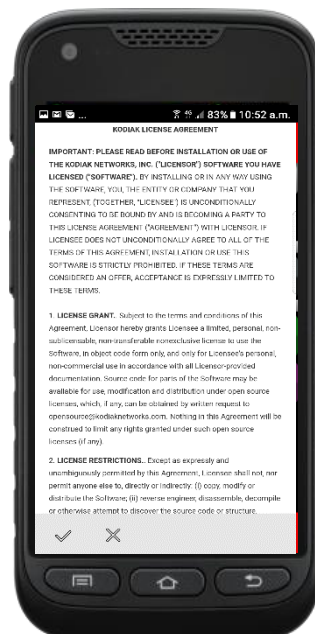 ... 4G 83% 10:52 a.m.
KODIAK LICENSE AGREEMENT
IMPORTANT: PLEASE READ BEFORE INSTALLATION OR USE OF
THE KODIAK NETWORKS, INC. ("LICENSOR") SOFTWARE YOU HAVE
LICENSED ("SOFTWARE"). BY INSTALLING OR IN ANY WAY USING
THE SOFTWARE, YOU, THE ENTITY OR COMPANY THAT YOU
REPRESENT, (TOGETHER, "LICENSEE") IS UNCONDITIONALLY
CONSENTING TO BE BOUND BY AND IS BECOMING A PARTY TO
THIS LICENSE AGREEMENT ("AGREEMENT") WITH LICENSOR. IF
LICENSEE DOES NOT UNCONDITIONALLY AGREE TO ALL OF THE
TERMS OF THIS AGREEMENT, INSTALLATION OR USE THIS
SOFTWARE IS STRICTLY PROHIBITED. IF THESE TERMS ARE
CONSIDERED AN OFFER, ACCEPTANCE IS EXPRESSLY LIMITED TO
THESE TERMS.
1. LICENSE GRANT. Subject to the terms and conditions of this
Agreement, Licensor hereby grants Licensee a limited, personal, non-
sublicensable, non-transferable nonexclusive license to use the
Software, in object code form only, and only for Licensee's personal,
non-commercial use in accordance with all Licensor-provided
documentation. Source code for parts of the Software may be
available for use, modification and distribution under open source
licenses, which, if any, can be obtained by written request to
opensource@kodiaknetworks.com. Nothing in this Agreement will be
construed to limit any rights granted under such open source
licenses (if any).
2. LICENSE RESTRICTIONS.. Except as expressly and
unambiguously permitted by this Agreement, Licensee shall not, nor
permit anyone else to, directly or indirectly: (i) copy, modify or
distribute the Software; (ii) reverse engineer, disassemble, decompile
or otherwise attempt to discover the source code or structure,